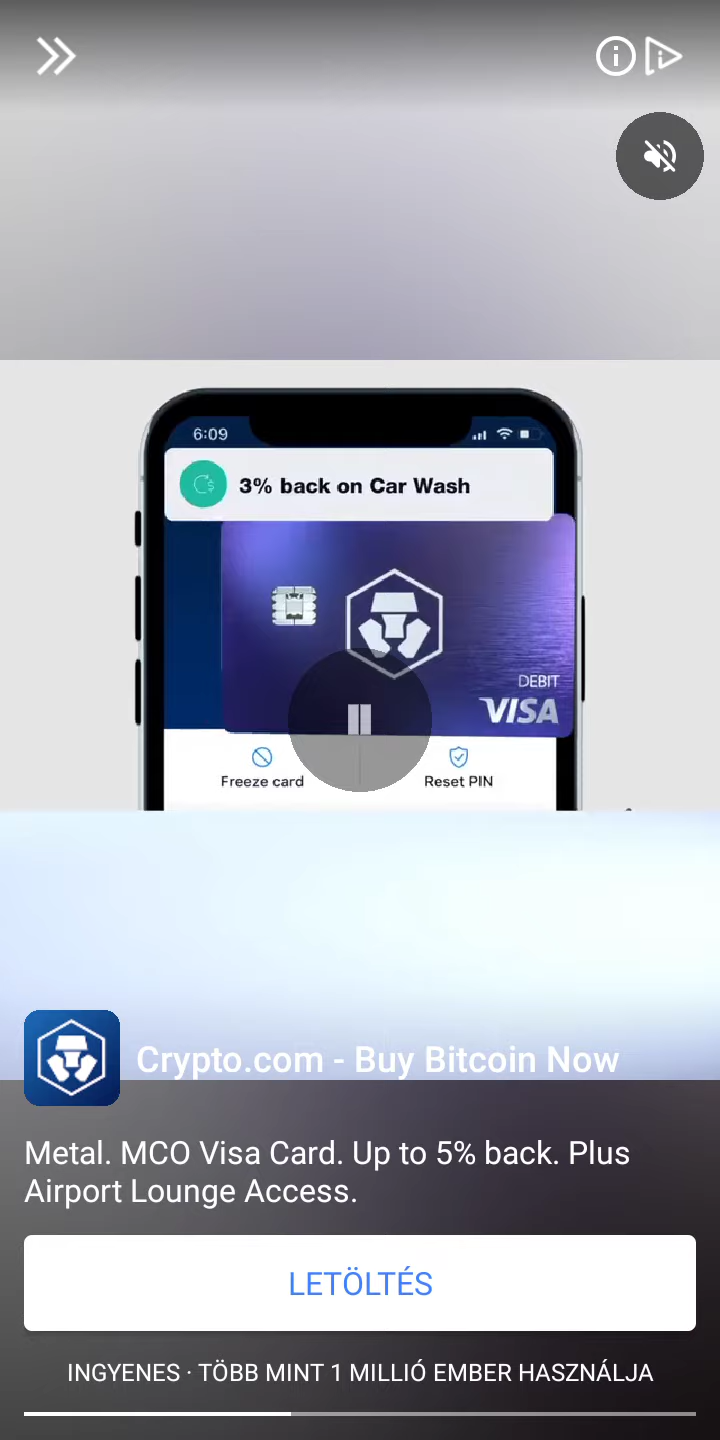 6:09
3% back on Car Wash
DEBIT
VISA
Freeze card
Reset PIN
Crypto.com - Buy Bitcoin Now
Metal. MCO Visa Card. Up to 5% back. Plus
Airport Lounge Access.
LETÖLTÉS
INGYENES · TÖBB MINT 1 MILLIÓ EMBER HASZNÁLJA